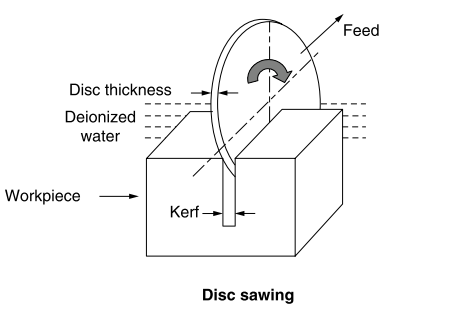 Feed
Disc thickness
Deionized
water
Workpiece
Kerf
Disc sawing